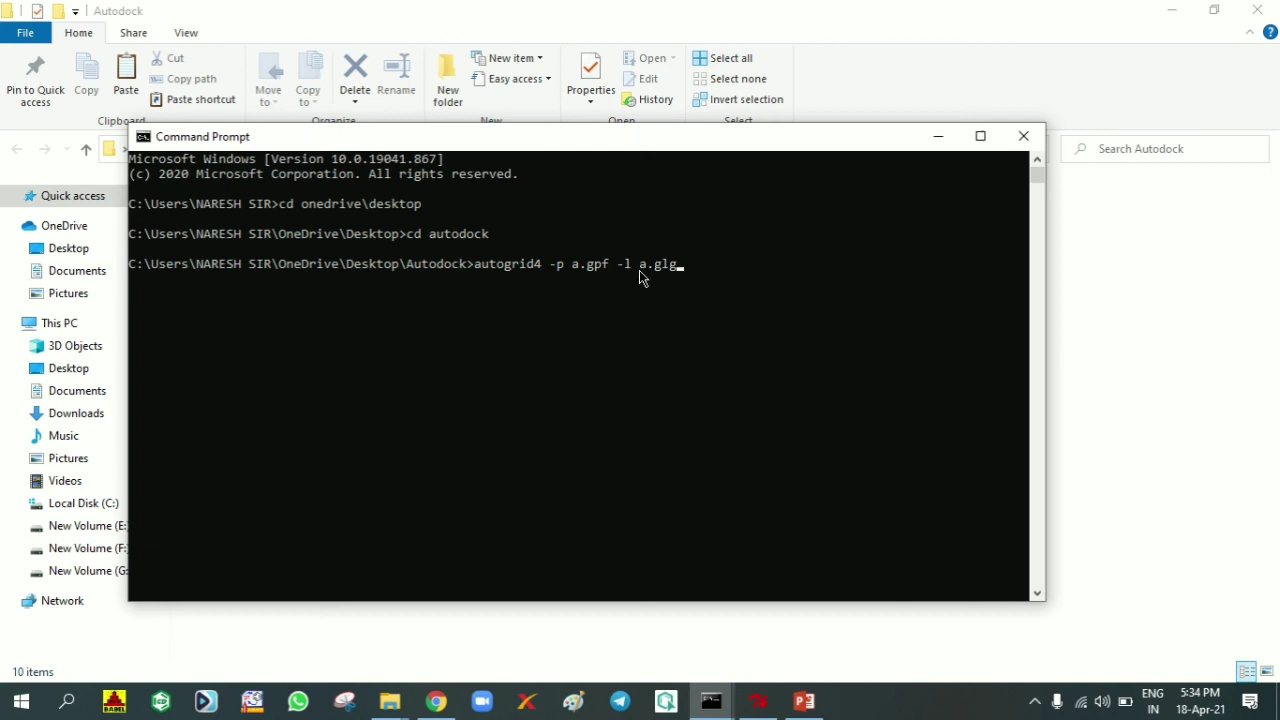 Autodock
File Home Share View
Pin to Quick access
Copy
Paste
Cut
Copy path
Paste shortcut
Move to
Copy to
Delete
Rename
New folder
New item
Easy access
Properties
Open
Edit
History
Select all
Select none
Invert selection
Clipboard Organize New Open Select
Command Prompt
Search Autodock
Microsoft Windows [Version 10.0.19041.867]
(c) 2020 Microsoft Corporation. All rights reserved.
C:\Users\NARESH SIR>cd onedrive\desktop
C:\Users\NARESH SIR\OneDrive\Desktop>cd autodock
C:\Users\NARESH SIR\OneDrive\Desktop\Autodock>autogrid4 -p a.gpf -l a.glg
Quick access
OneDrive
Desktop
Documents
Pictures
This PC
3D Objects
Desktop
Documents
Downloads
Music
Pictures
Videos
Local Disk (C:)
New Volume (E:
New Volume (F:
New Volume (G:
Network
10 items
BABEL
ENG 5:34 PM
IN 18-Apr-21